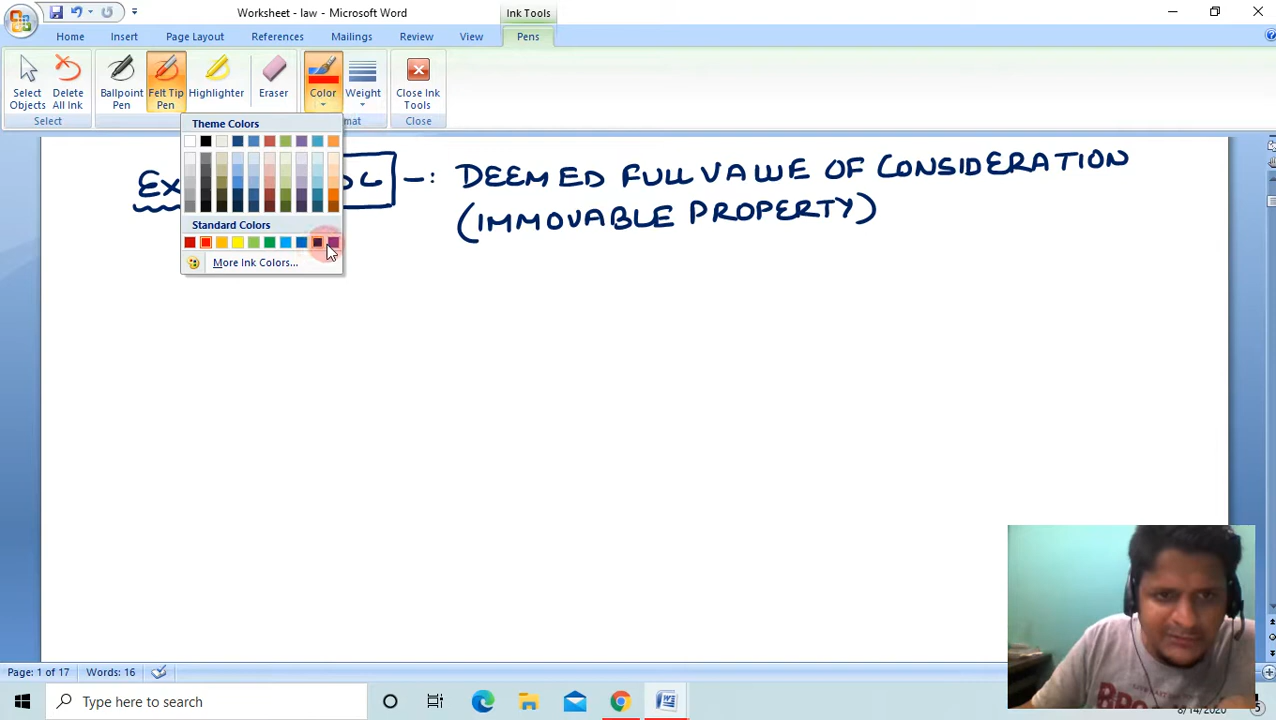 Worksheet - law - Microsoft Word
Ink Tools
Home Insert Page Layout References Mailings Review View Pens
Select Objects
Delete All Ink
Ballpoint Pen
Felt Tip Pen
Highlighter
Eraser
Color
Weight
Close Ink Tools
Select
Close
Theme Colors
Standard Colors
More Ink Colors...
-: DEEMED FULL VALUE OF CONSIDERATION
(IMMOVABLE PROPERTY)
Page: 1 of 17 Words: 16
Type here to search
8/14/2020